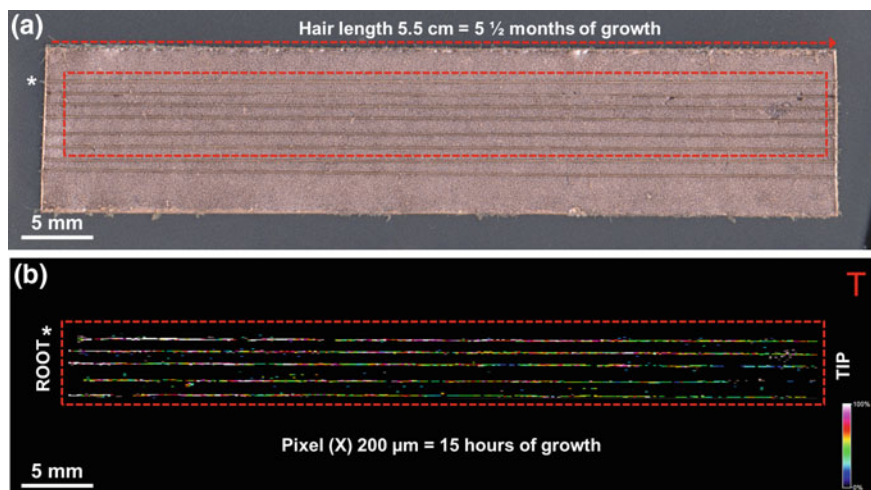 (a)
Hair length 5.5 cm = 5 ½ months of growth
*
5 mm
(b)
T
ROOT*
TIP
100%
0%
Pixel (X) 200 µm = 15 hours of growth
5 mm